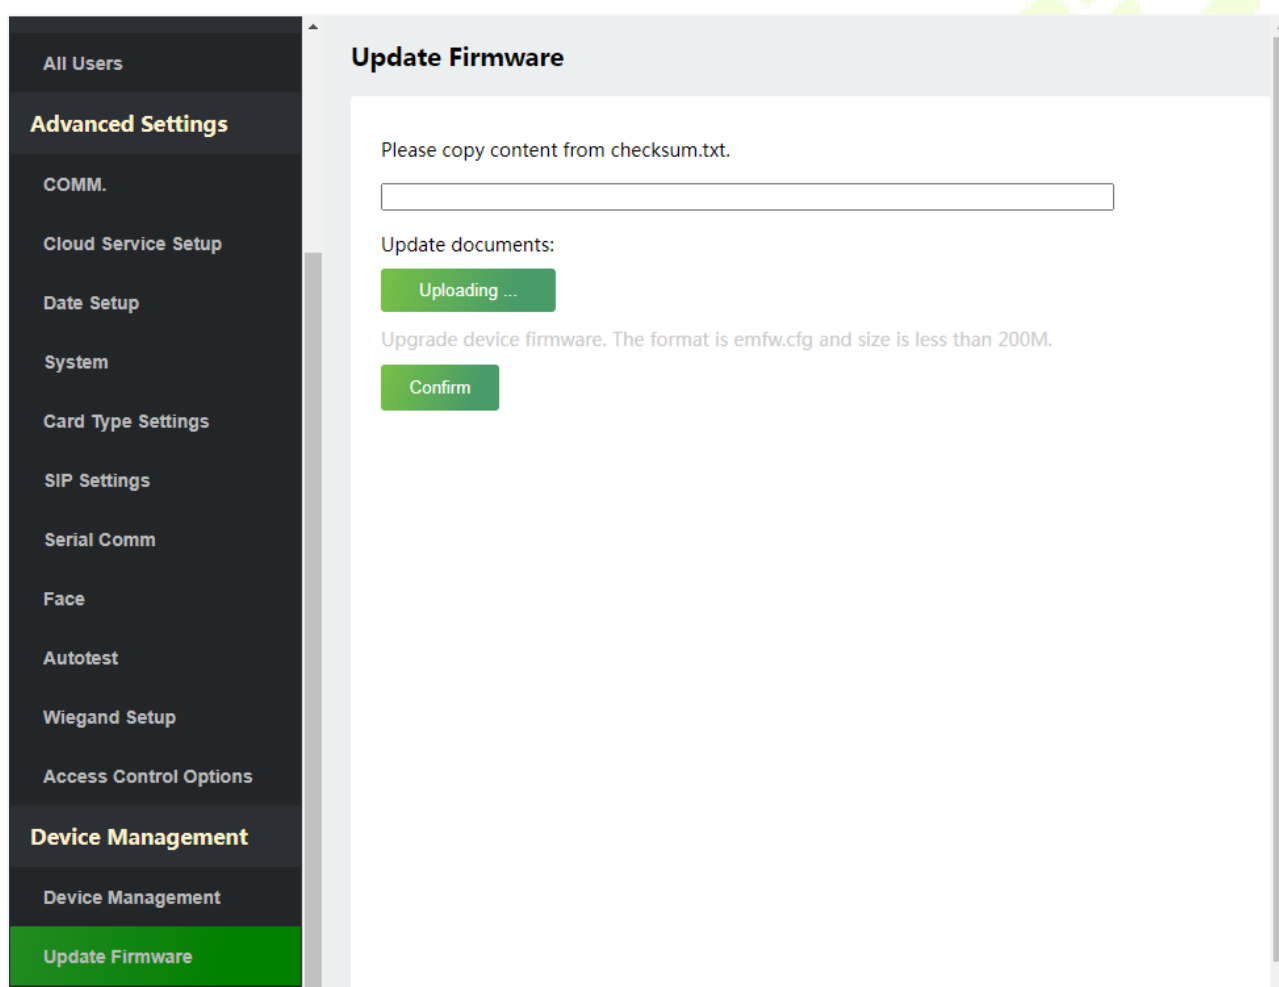 All Users
Advanced Settings
COMM.
Cloud Service Setup
Date Setup
System
Card Type Settings
SIP Settings
Serial Comm
Face
Autotest
Wiegand Setup
Access Control Options
Device Management
Device Management
Update Firmware
Update Firmware
Please copy content from checksum.txt.
Update documents:
Uploading ...
Upgrade device firmware. The format is emfw.cfg and size is less than 200M.
Confirm